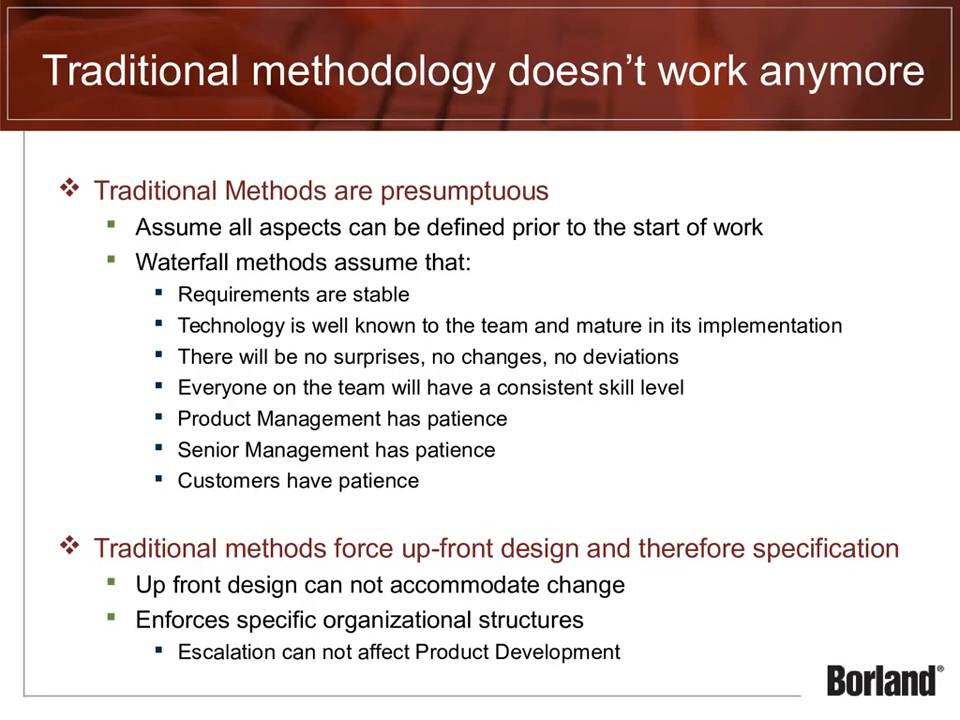 Traditional methodology doesn’t work anymore
Traditional Methods are presumptuous
Assume all aspects can be defined prior to the start of work
Waterfall methods assume that:
Requirements are stable
Technology is well known to the team and mature in its implementation
There will be no surprises, no changes, no deviations
Everyone on the team will have a consistent skill level
Product Management has patience
Senior Management has patience
Customers have patience
Traditional methods force up-front design and therefore specification
Up front design can not accommodate change
Enforces specific organizational structures
Escalation can not affect Product Development
Borland®